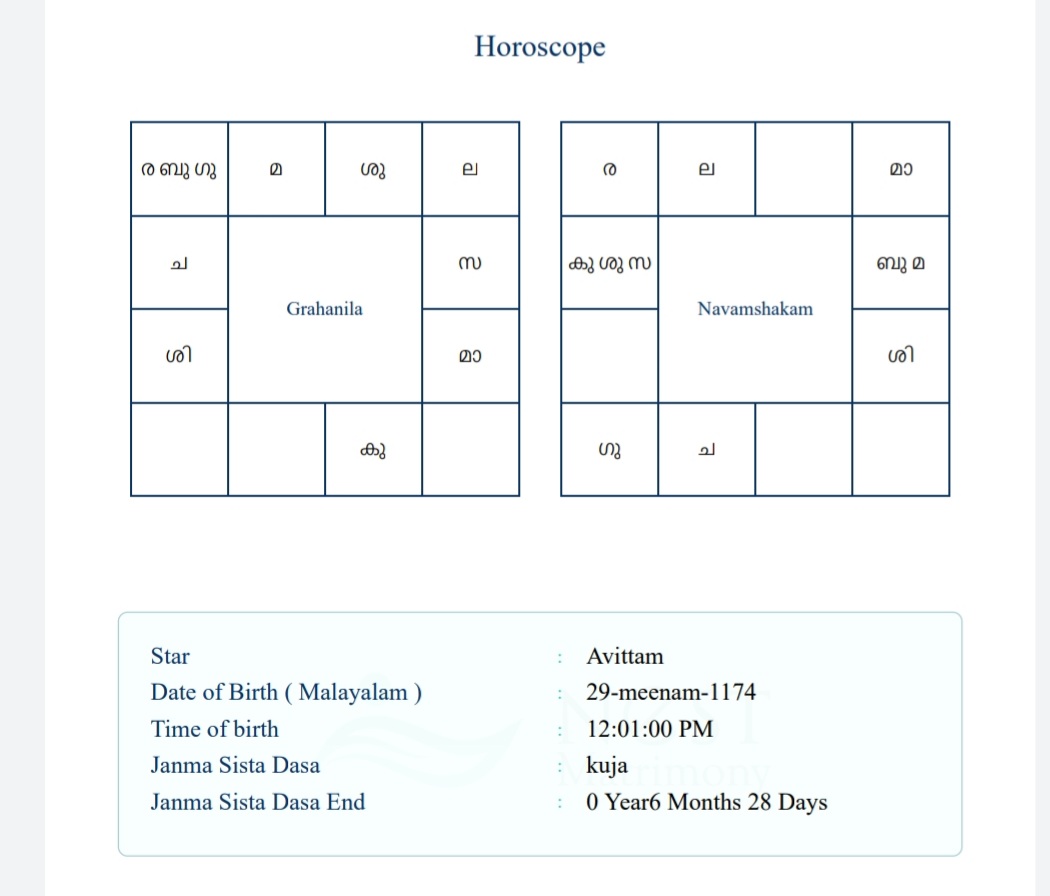 Horoscope
ര ബു ഗു മ ശു ല ര ല മാ
ച സ കു ശു സ ബു മ
Grahanila Navamshakam
ശി മാ ശി
കു ഗു ച
Star : Avittam
Date of Birth ( Malayalam ) : 29-meenam-1174
Time of birth : 12:01:00 PM
Janma Sista Dasa : kuja
Matrimony
Janma Sista Dasa End : 0 Year6 Months 28 Days